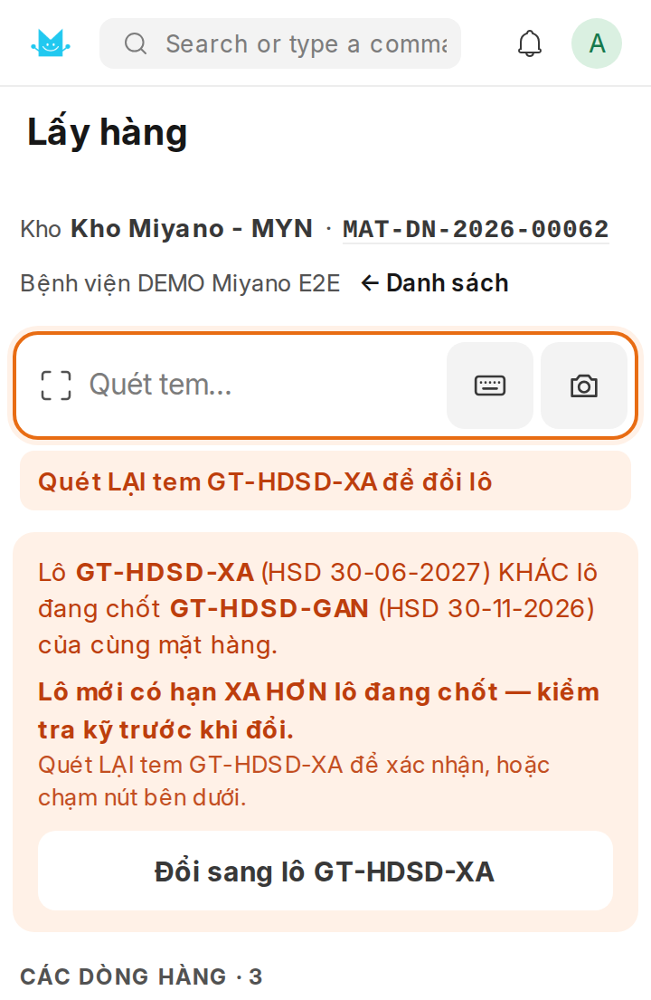 Search or type a comma
A
Lấy hàng
Kho Kho Miyano - MYN · MAT-DN-2026-00062
Bệnh viện DEMO Miyano E2E ← Danh sách
Quét tem...
Quét LẠI tem GT-HDSD-XA để đổi lô
Lô GT-HDSD-XA (HSD 30-06-2027) KHÁC lô
đang chốt GT-HDSD-GAN (HSD 30-11-2026)
của cùng mặt hàng.
Lô mới có hạn XA HƠN lô đang chốt — kiểm
tra kỹ trước khi đổi.
Quét LẠI tem GT-HDSD-XA để xác nhận, hoặc
chạm nút bên dưới.
Đổi sang lô GT-HDSD-XA
CÁC DÒNG HÀNG · 3